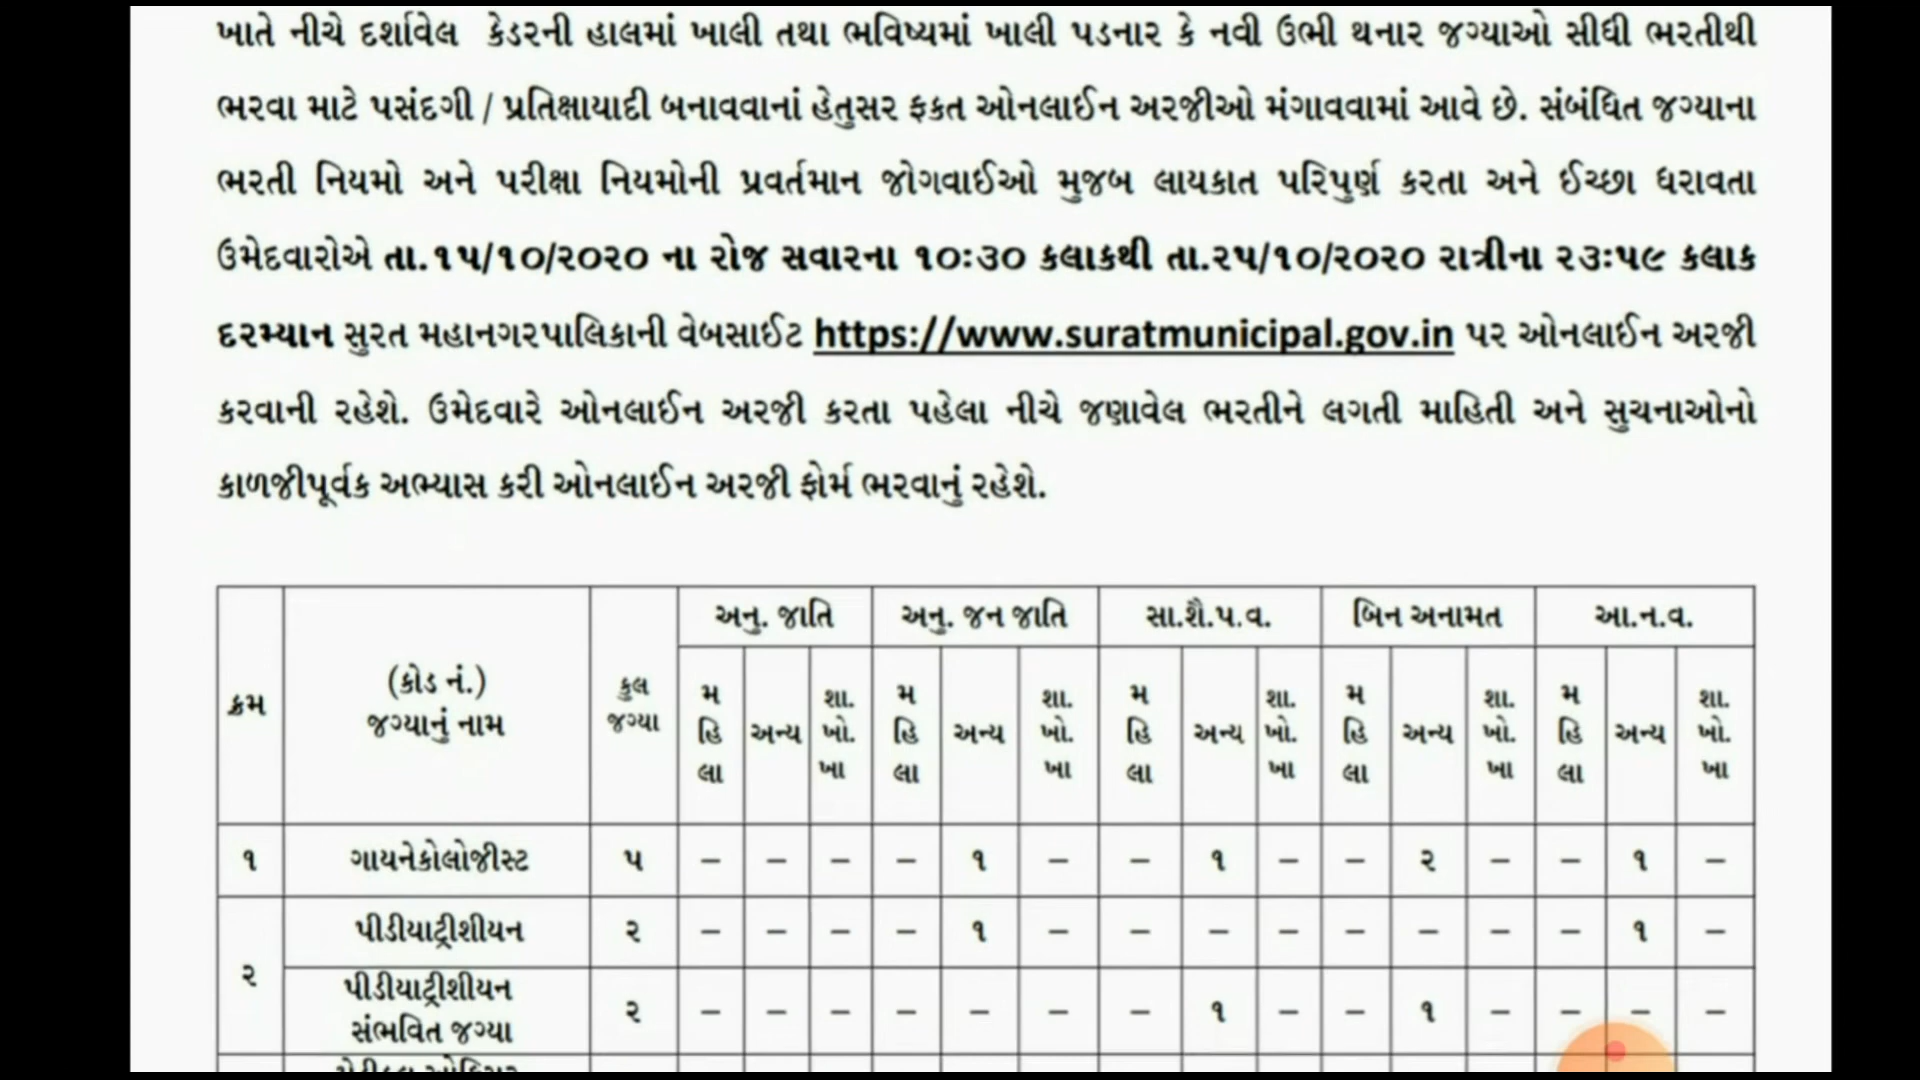 ખાતે નીચે દર્શાવેલ કેડરની હાલમાં ખાલી તથા ભવિષ્યમાં ખાલી પડનાર કે નવી ઉભી થનાર જગ્યાઓ સીધી ભરતીથી
ભરવા માટે પસંદગી / પ્રતિક્ષાયાદી બનાવવાનાં હેતુસર ફકત ઓનલાઈન અરજીઓ મંગાવવામાં આવે છે. સંબંધિત જગ્યાના
ભરતી નિયમો અને પરીક્ષા નિયમોની પ્રવર્તમાન જોગવાઈઓ મુજબ લાયકાત પરિપુર્ણ કરતા અને ઈચ્છા ધરાવતા
ઉમેદવારોએ તા.૧૫/૧૦/૨૦૨૦ ના રોજ સવારના ૧૦:૩૦ કલાકથી તા.૨૫/૧૦/૨૦૨૦ રાત્રીના ૨૩:૫૯ કલાક
દરમ્યાન સુરત મહાનગરપાલિકાની વેબસાઈટ https://www.suratmunicipal.gov.in પર ઓનલાઈન અરજી
કરવાની રહેશે. ઉમેદવારે ઓનલાઈન અરજી કરતા પહેલા નીચે જણાવેલ ભરતીને લગતી માહિતી અને સુચનાઓનો
કાળજીપૂર્વક અભ્યાસ કરી ઓનલાઈન અરજી ફોર્મ ભરવાનું રહેશે.
ક્રમ (કોડ નં.) જગ્યાનું નામ કુલ જગ્યા અનુ. જાતિ અનુ. જન જાતિ સા.શૈ.પ.વ. બિન અનામત આ.ન.વ.
મહિલા અન્ય શા.ખો.ખા મહિલા અન્ય શા.ખો.ખા મહિલા અન્ય શા.ખો.ખા મહિલા અન્ય શા.ખો.ખા મહિલા અન્ય શા.ખો.ખા
૧ ગાયનેકોલોજીસ્ટ ૫ – – – – ૧ – – ૧ – – ૨ – – ૧ –
૨ પીડીયાટ્રીશીયન ૨ – – – – ૧ – – – – – – – – ૧ –
પીડીયાટ્રીશીયન સંભવિત જગ્યા ૨ – – – – – – – ૧ – – ૧ – – – –